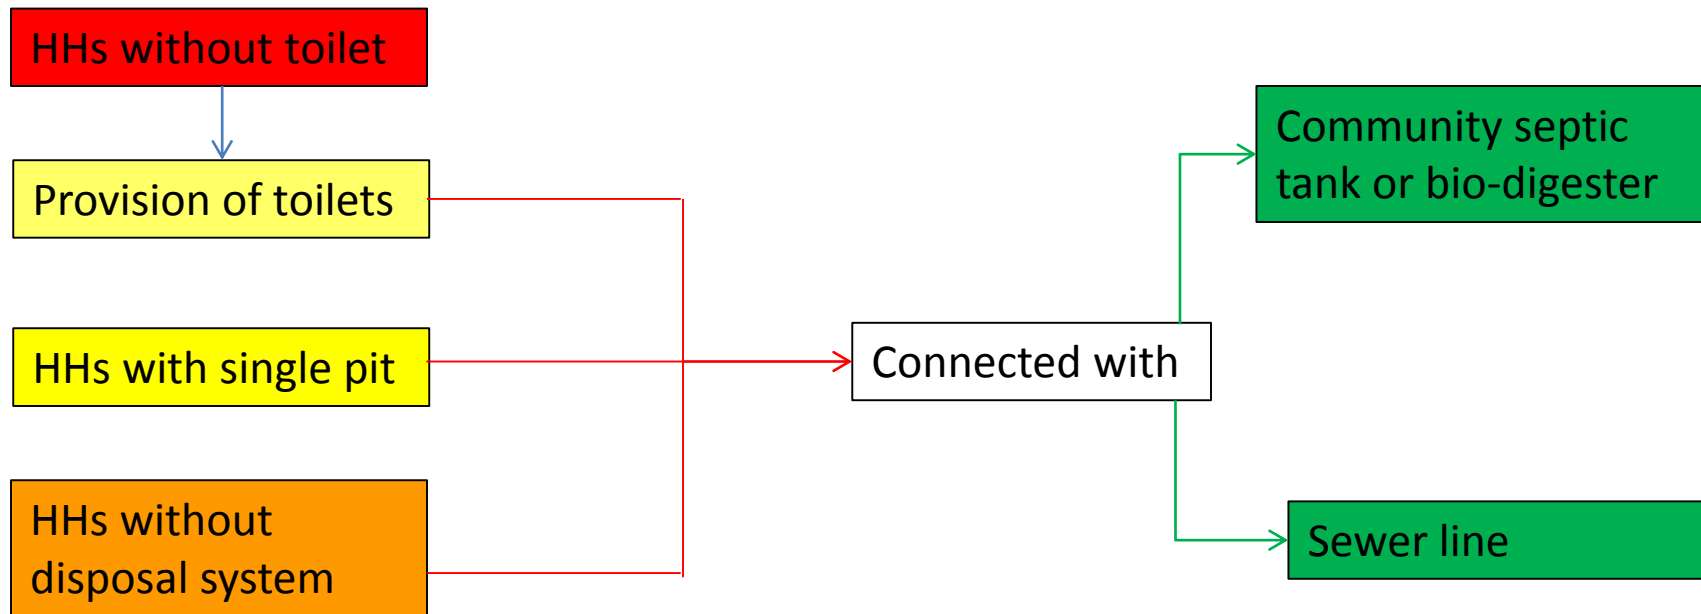 HHs without toilet
Provision of toilets
HHs with single pit
HHs without
disposal system
Connected with
Community septic
tank or bio-digester
Sewer line